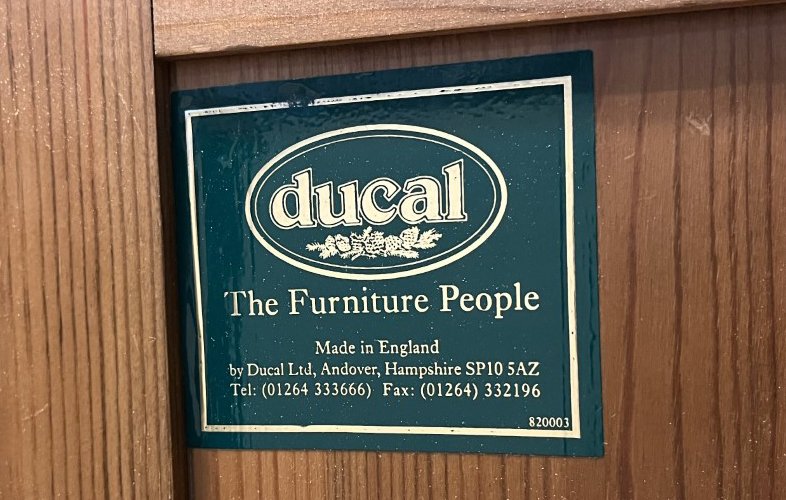 ducal
The Furniture People
Made in England
by Ducal Ltd, Andover, Hampshire SP10 5AZ
Tel: (01264 333666) Fax: (01264) 332196
820003